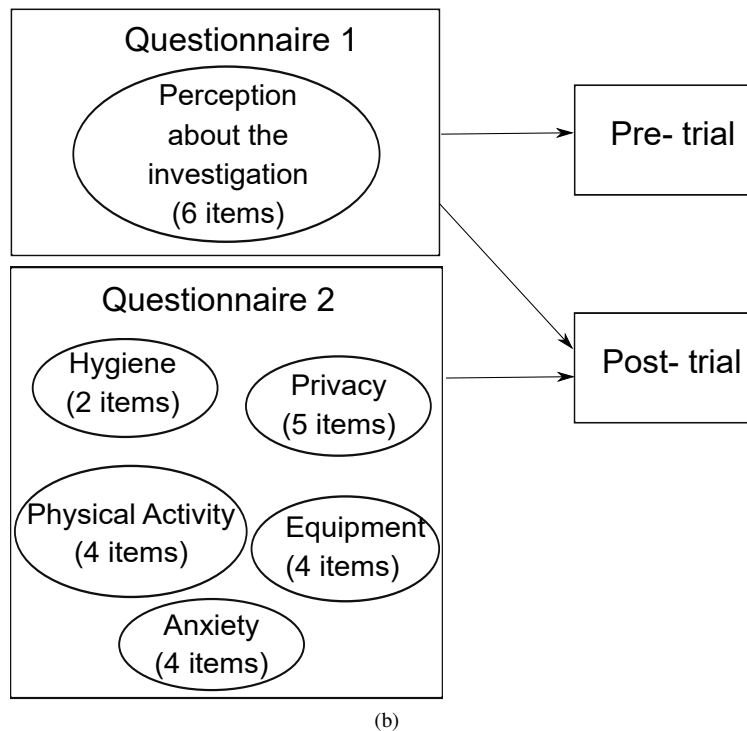 Questionnaire 1
Perception
about the
investigation
(6 items)
Pre- trial
Questionnaire 2
Hygiene
(2 items)
Privacy
(5 items)
Physical Activity
(4 items)
Equipment
(4 items)
Anxiety
(4 items)
Post- trial
(b)